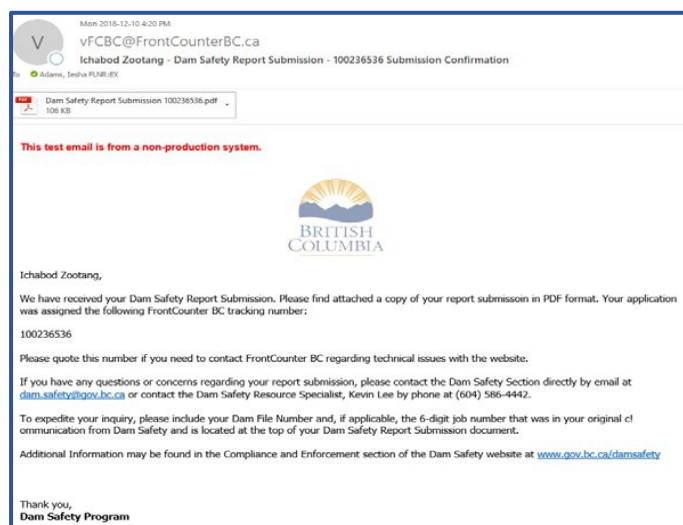 Mon 2018-12-10 4:20 PM
V
vFCBC@FrontCounterBC.ca
Ichabod Zootang - Dam Safety Report Submission - 100236536 Submission Confirmation
To Adams, Iesha FLNR:EX
PDF
Dam Safety Report Submission 100236536.pdf
106 KB
This test email is from a non-production system.
BRITISH
COLUMBIA
Ichabod Zootang,
We have received your Dam Safety Report Submission. Please find attached a copy of your report submissoin in PDF format. Your application
was assigned the following FrontCounter BC tracking number:
100236536
Please quote this number if you need to contact FrontCounter BC regarding technical issues with the website.
If you have any questions or concerns regarding your report submission, please contact the Dam Safety Section directly by email at
dam.safety@gov.bc.ca or contact the Dam Safety Resource Specialist, Kevin Lee by phone at (604) 586-4442.
To expedite your inquiry, please include your Dam File Number and, if applicable, the 6-digit job number that was in your original c!
ommunication from Dam Safety and is located at the top of your Dam Safety Report Submission document.
Additional Information may be found in the Compliance and Enforcement section of the Dam Safety website at www.gov.bc.ca/damsafety
Thank you,
Dam Safety Program